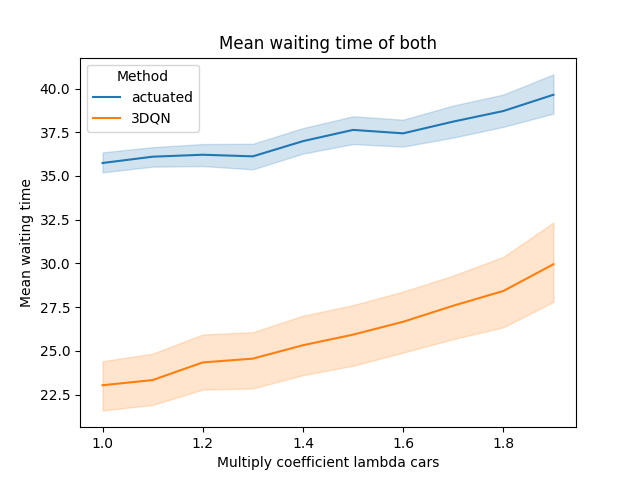 Mean waiting time of both
Method
actuated
3DQN
Mean waiting time
40.0
37.5
35.0
32.5
30.0
27.5
25.0
22.5
1.0
1.2
1.4
1.6
1.8
Multiply coefficient lambda cars